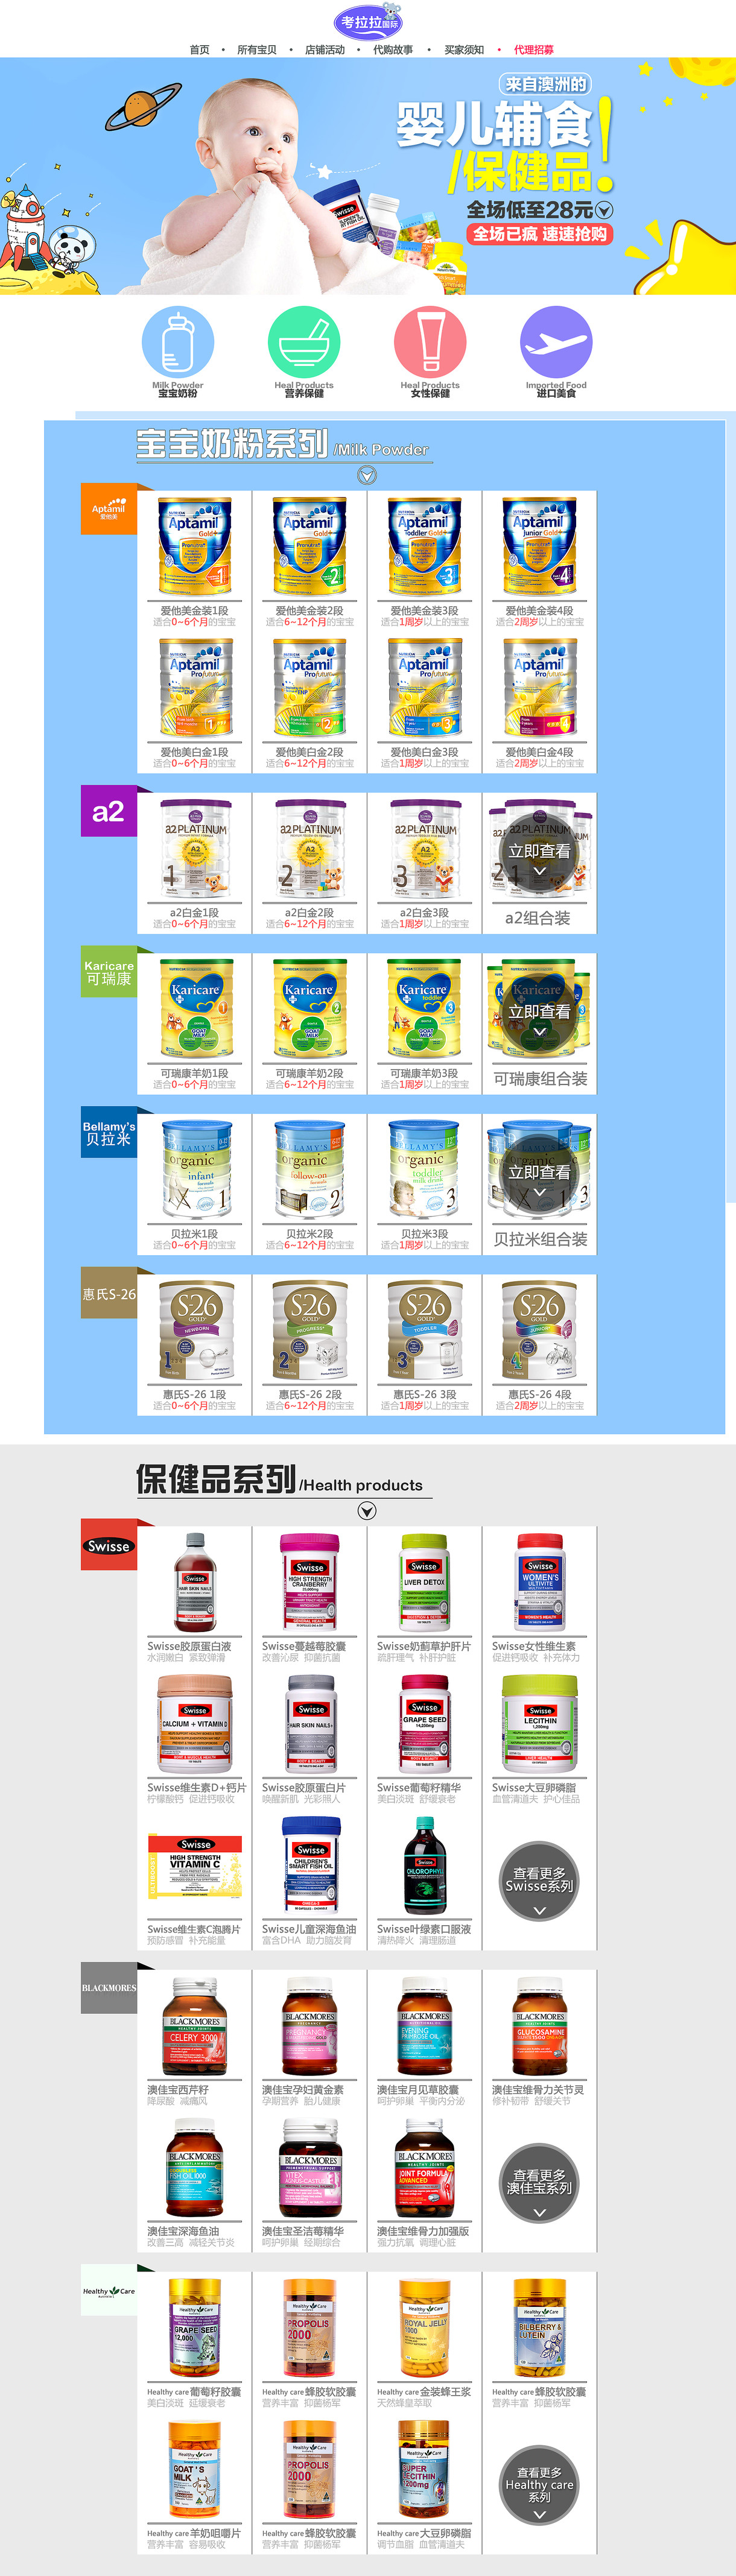 考拉拉国际
首页 • 所有宝贝 • 店铺活动 • 代购故事 • 买家须知 • 代理招募
来自澳洲的
婴儿辅食!
/保健品
全场低至28元
全场已疯 速速抢购
Milk Powder
宝宝奶粉
Heal Products
营养保健
Heal Products
女性保健
Imported Food
进口美食
宝宝奶粉系列/Milk Powder
Aptamil
爱他美
爱他美金装1段
适合0~6个月的宝宝
爱他美金装2段
适合6~12个月的宝宝
爱他美金装3段
适合1周岁以上的宝宝
爱他美金装4段
适合2周岁以上的宝宝
爱他美白金1段
适合0~6个月的宝宝
爱他美白金2段
适合6~12个月的宝宝
爱他美白金3段
适合1周岁以上的宝宝
爱他美白金4段
适合2周岁以上的宝宝
a2
a2白金1段
适合0~6个月的宝宝
a2白金2段
适合6~12个月的宝宝
a2白金3段
适合1周岁以上的宝宝
立即查看
a2组合装
Karicare
可瑞康
可瑞康羊奶1段
适合0~6个月的宝宝
可瑞康羊奶2段
适合6~12个月的宝宝
可瑞康羊奶3段
适合1周岁以上的宝宝
立即查看
可瑞康组合装
Bellamy's
贝拉米
贝拉米1段
适合0~6个月的宝宝
贝拉米2段
适合6~12个月的宝宝
贝拉米3段
适合1周岁以上的宝宝
立即查看
贝拉米组合装
惠氏S-26
惠氏S-26 1段
适合0~6个月的宝宝
惠氏S-26 2段
适合6~12个月的宝宝
惠氏S-26 3段
适合1周岁以上的宝宝
惠氏S-26 4段
适合2周岁以上的宝宝
保健品系列/Health products
Swisse
Swisse胶原蛋白液
水润嫩白 紧致弹滑
Swisse蔓越莓胶囊
改善沁尿 抑菌抗菌
Swisse奶蓟草护肝片
疏肝理气 补肝护脏
Swisse女性维生素
促进钙吸收 补充体力
Swisse维生素D+钙片
柠檬酸钙 促进钙吸收
Swisse胶原蛋白片
唤醒新肌 光彩照人
Swisse葡萄籽精华
美白淡斑 舒缓衰老
Swisse大豆卵磷脂
血管清道夫 护心佳品
Swisse维生素C泡腾片
预防感冒 补充能量
Swisse儿童深海鱼油
富含DHA 助力脑发育
Swisse叶绿素口服液
清热降火 清理肠道
查看更多
Swisse系列
BLACKMORES
澳佳宝西芹籽
降尿酸 减痛风
澳佳宝孕妇黄金素
孕期营养 胎儿健康
澳佳宝月见草胶囊
呵护卵巢 平衡内分泌
澳佳宝维骨力关节灵
修补韧带 舒缓关节
澳佳宝深海鱼油
改善三高 减轻关节炎
澳佳宝圣洁莓精华
呵护卵巢 经期综合
澳佳宝维骨力加强版
强力抗氧 调理心脏
查看更多
澳佳宝系列
Healthy Care
Healthy care葡萄籽胶囊
美白淡斑 延缓衰老
Healthy care蜂胶软胶囊
营养丰富 抑菌杨军
Healthy care金装蜂王浆
天然蜂皇萃取
Healthy care蜂胶软胶囊
营养丰富 抑菌杨军
Healthy care羊奶咀嚼片
营养丰富 容易吸收
Healthy care蜂胶软胶囊
营养丰富 抑菌杨军
Healthy care大豆卵磷脂
调节血脂 血管清道夫
查看更多
Healthy care
系列